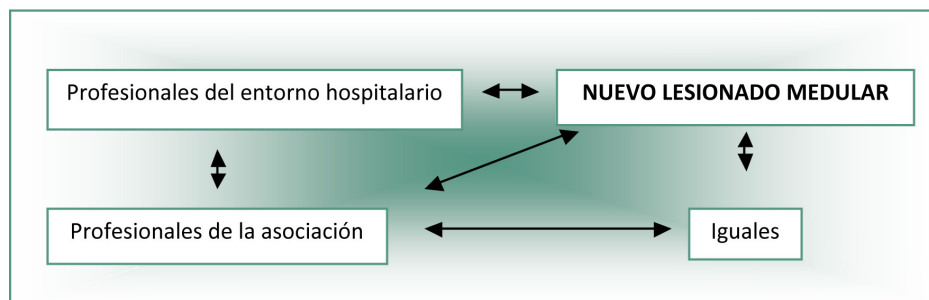 Profesionales del entorno hospitalario
NUEVO LESIONADO MEDULAR
Profesionales de la asociación
Iguales